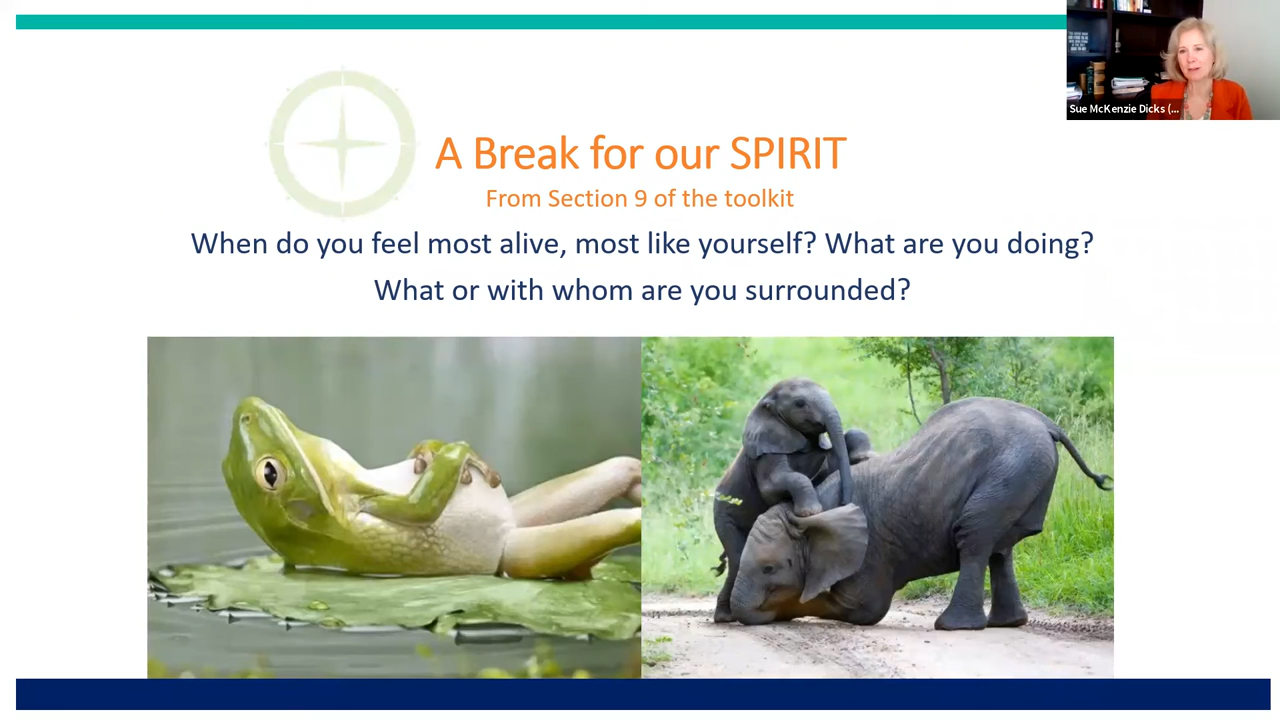 A Break for our SPIRIT
From Section 9 of the toolkit
When do you feel most alive, most like yourself? What are you doing?
What or with whom are you surrounded?
Sue McKenzie Dicks (...